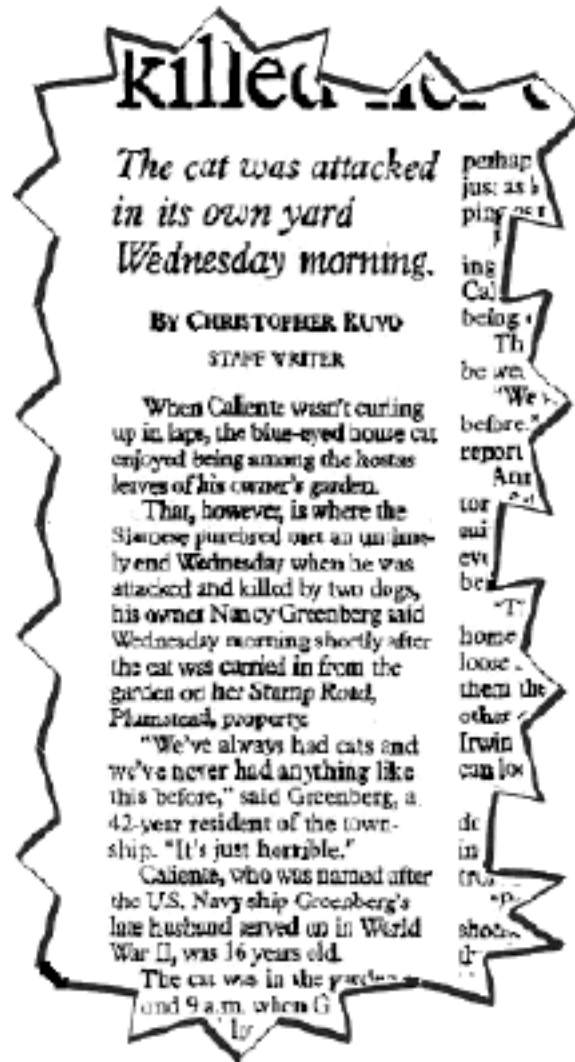 killed
The cat was attacked
in its own yard
Wednesday morning.
BY CHRISTOPHER RUVO
STAFF WRITER
When Caliente wasn't curling
up in laps, the blue-eyed house cat
enjoyed being among the hostas
leaves of his owner's garden.
That, however, is where the
Siamese purebred met an untime-
ly end Wednesday when he was
attacked and killed by two dogs,
his owner Nancy Greenberg said
Wednesday morning shortly after
the cat was carried in from the
garden on her Stump Road,
Plumstead, property.
"We've always had cats and
we've never had anything like
this before," said Greenberg, a
42-year resident of the town-
ship. "It's just horrible."
Caliente, who was named after
the U.S. Navy ship Greenberg's
late husband served on in World
War II, was 16 years old.
The cat was in the garden
and 9 a.m. when G
perhap
just as
ing
Cal
being
Th
be
"We
before."
report
Ann
tor
home
loose
them the
other
Irwin
can
in